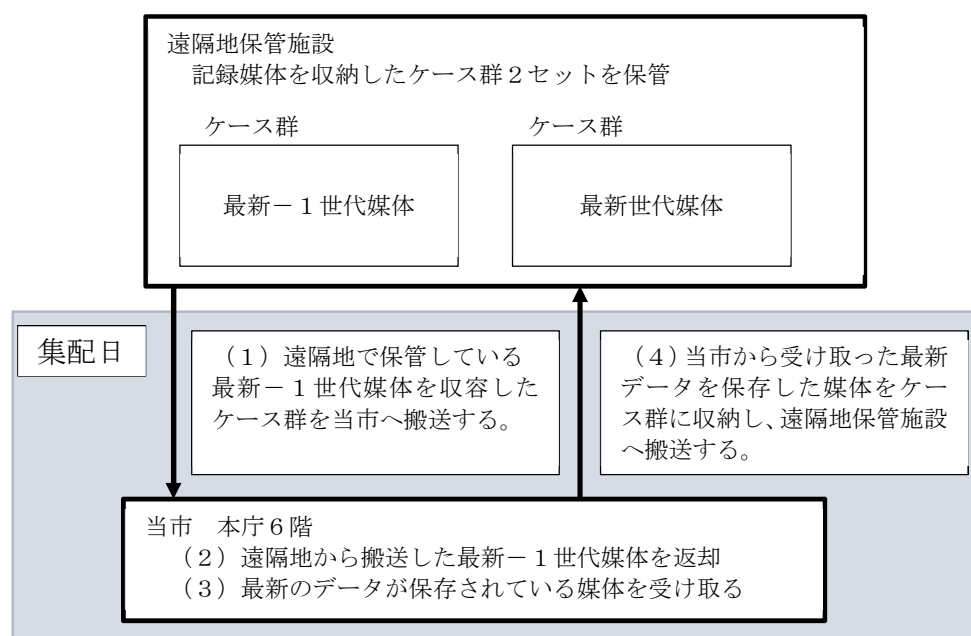 遠隔地保管施設
記録媒体を収納したケース群２セットを保管
ケース群
ケース群
最新－１世代媒体
最新世代媒体
集配日
（１）遠隔地で保管している
最新－１世代媒体を収容した
ケース群を当市へ搬送する。
（４）当市から受け取った最新
データを保存した媒体をケー
ス群に収納し、遠隔地保管施設
へ搬送する。
当市　本庁６階
（２）遠隔地から搬送した最新－１世代媒体を返却
（３）最新のデータが保存されている媒体を受け取る